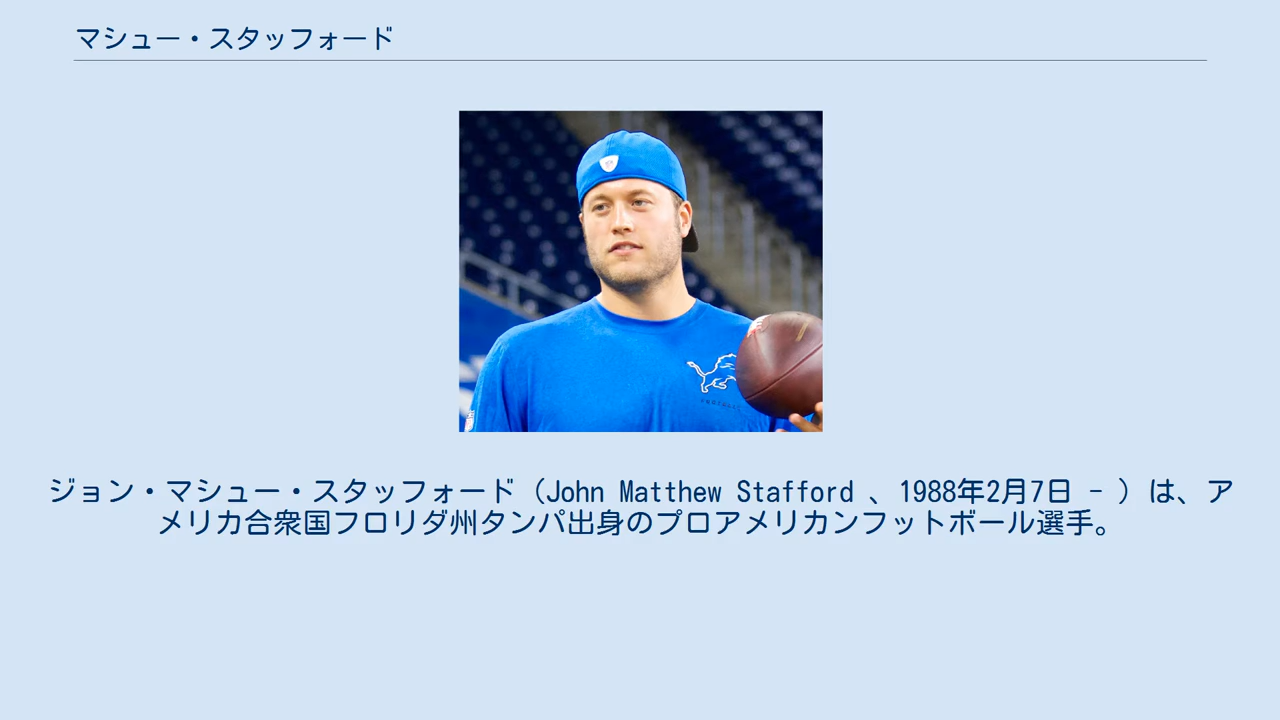 マシュー・スタッフォード
ジョン・マシュー・スタッフォード（John Matthew Stafford 、1988年2月7日 - ）は、ア
メリカ合衆国フロリダ州タンパ出身のプロアメリカンフットボール選手。